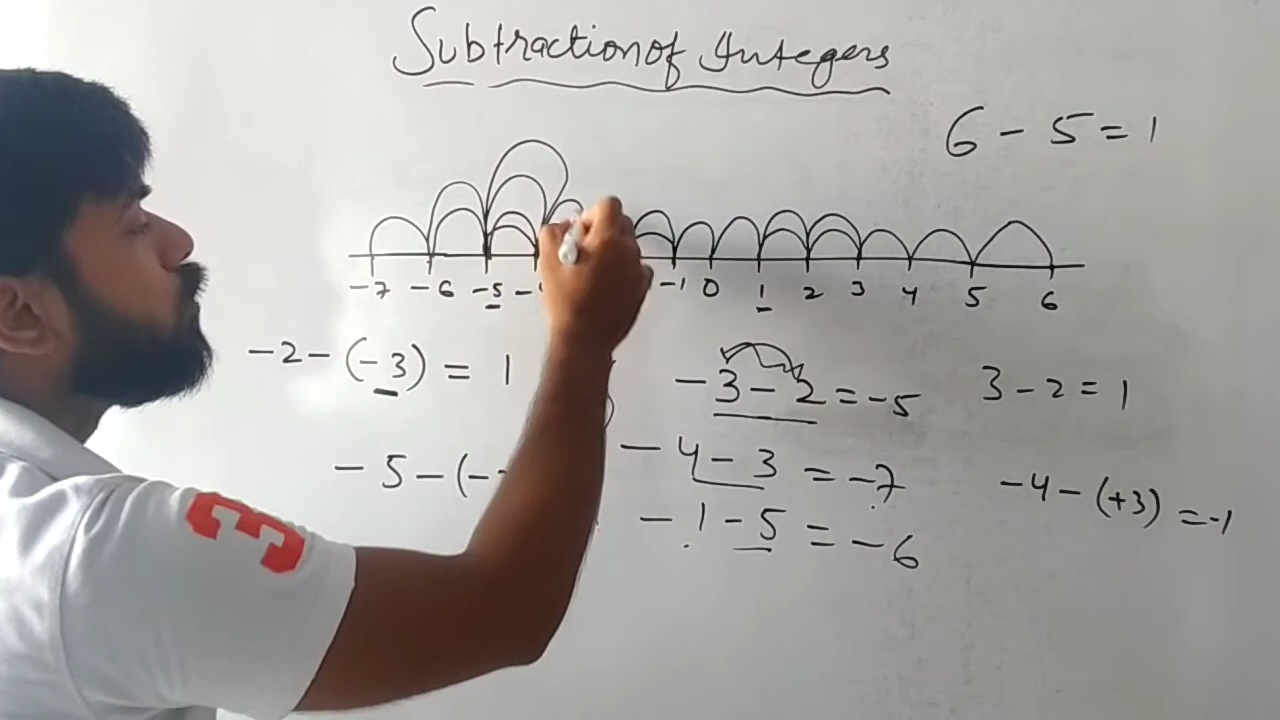 Subtraction of Integers
6 - 5 = 1
-7 -6 -5 - -1 0 1 2 3 4 5 6
-2 - (-3) = 1
-3 - 2 = -5
3 - 2 = 1
-5 - (-
-4 - 3 = -7
-4 - (+3) = -1
-1 - 5 = -6
3